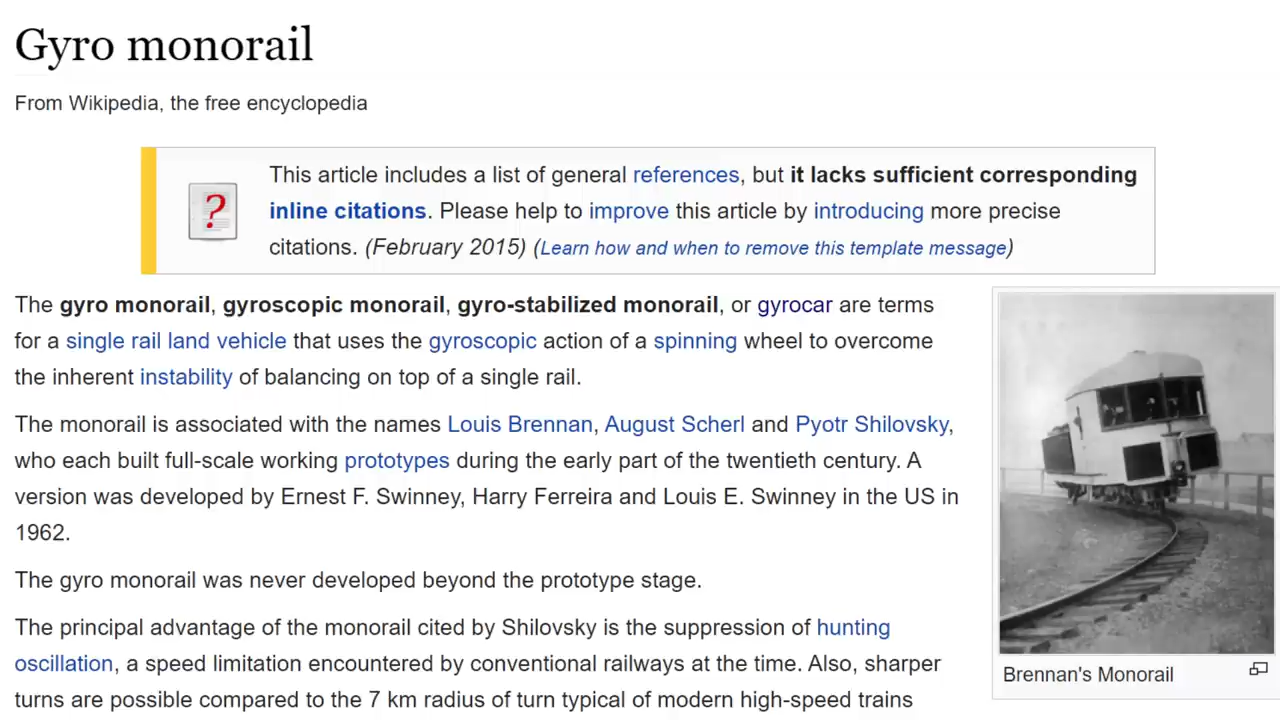 Gyro monorail
From Wikipedia, the free encyclopedia
This article includes a list of general references, but it lacks sufficient corresponding
inline citations. Please help to improve this article by introducing more precise
citations. (February 2015) (Learn how and when to remove this template message)
The gyro monorail, gyroscopic monorail, gyro-stabilized monorail, or gyrocar are terms
for a single rail land vehicle that uses the gyroscopic action of a spinning wheel to overcome
the inherent instability of balancing on top of a single rail.
The monorail is associated with the names Louis Brennan, August Scherl and Pyotr Shilovsky,
who each built full-scale working prototypes during the early part of the twentieth century. A
version was developed by Ernest F. Swinney, Harry Ferreira and Louis E. Swinney in the US in
1962.
The gyro monorail was never developed beyond the prototype stage.
The principal advantage of the monorail cited by Shilovsky is the suppression of hunting
oscillation, a speed limitation encountered by conventional railways at the time. Also, sharper
turns are possible compared to the 7 km radius of turn typical of modern high-speed trains
Brennan's Monorail